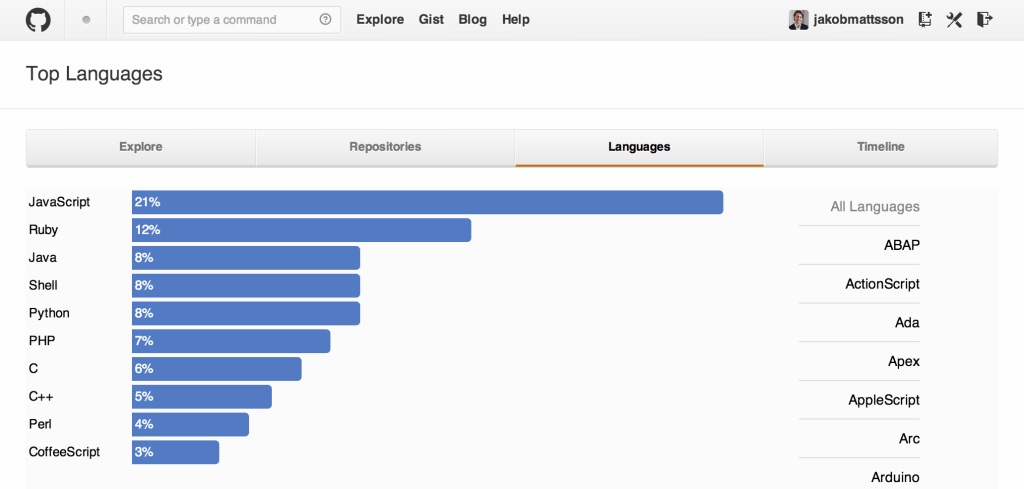 Search or type a command
Explore Gist Blog Help
jakobmattsson
Top Languages
Explore Repositories Languages Timeline
JavaScript 21%
Ruby 12%
Java 8%
Shell 8%
Python 8%
PHP 7%
C 6%
C++ 5%
Perl 4%
CoffeeScript 3%
All Languages
ABAP
ActionScript
Ada
Apex
AppleScript
Arc
Arduino